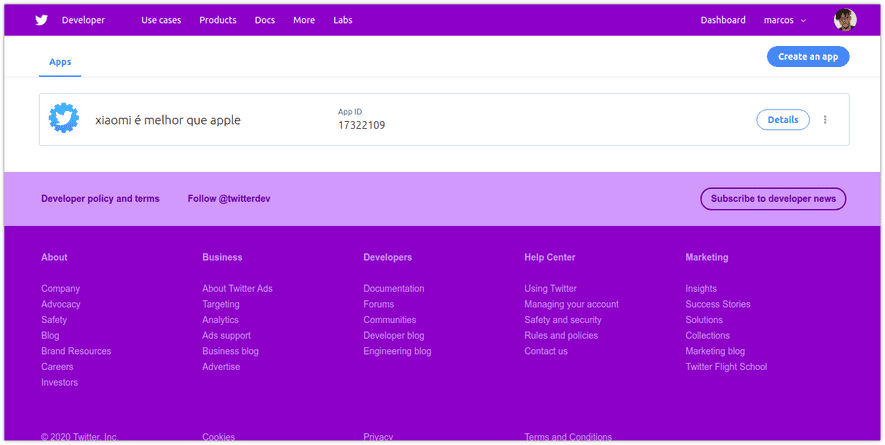 Developer Use cases Products Docs More Labs Dashboard marcos
Apps Create an app
xiaomi é melhor que apple
App ID
17322109
Details
Developer policy and terms Follow @twitterdev Subscribe to developer news
About Business Developers Help Center Marketing
Company About Twitter Ads Documentation Using Twitter Insights
Advocacy Targeting Forums Managing your account Success Stories
Safety Analytics Communities Safety and security Solutions
Blog Ads support Developer blog Rules and policies Collections
Brand Resources Business blog Engineering blog Contact us Marketing blog
Careers Advertise Twitter Flight School
Investors
© 2020 Twitter, Inc. Cookies Privacy Terms and Conditions